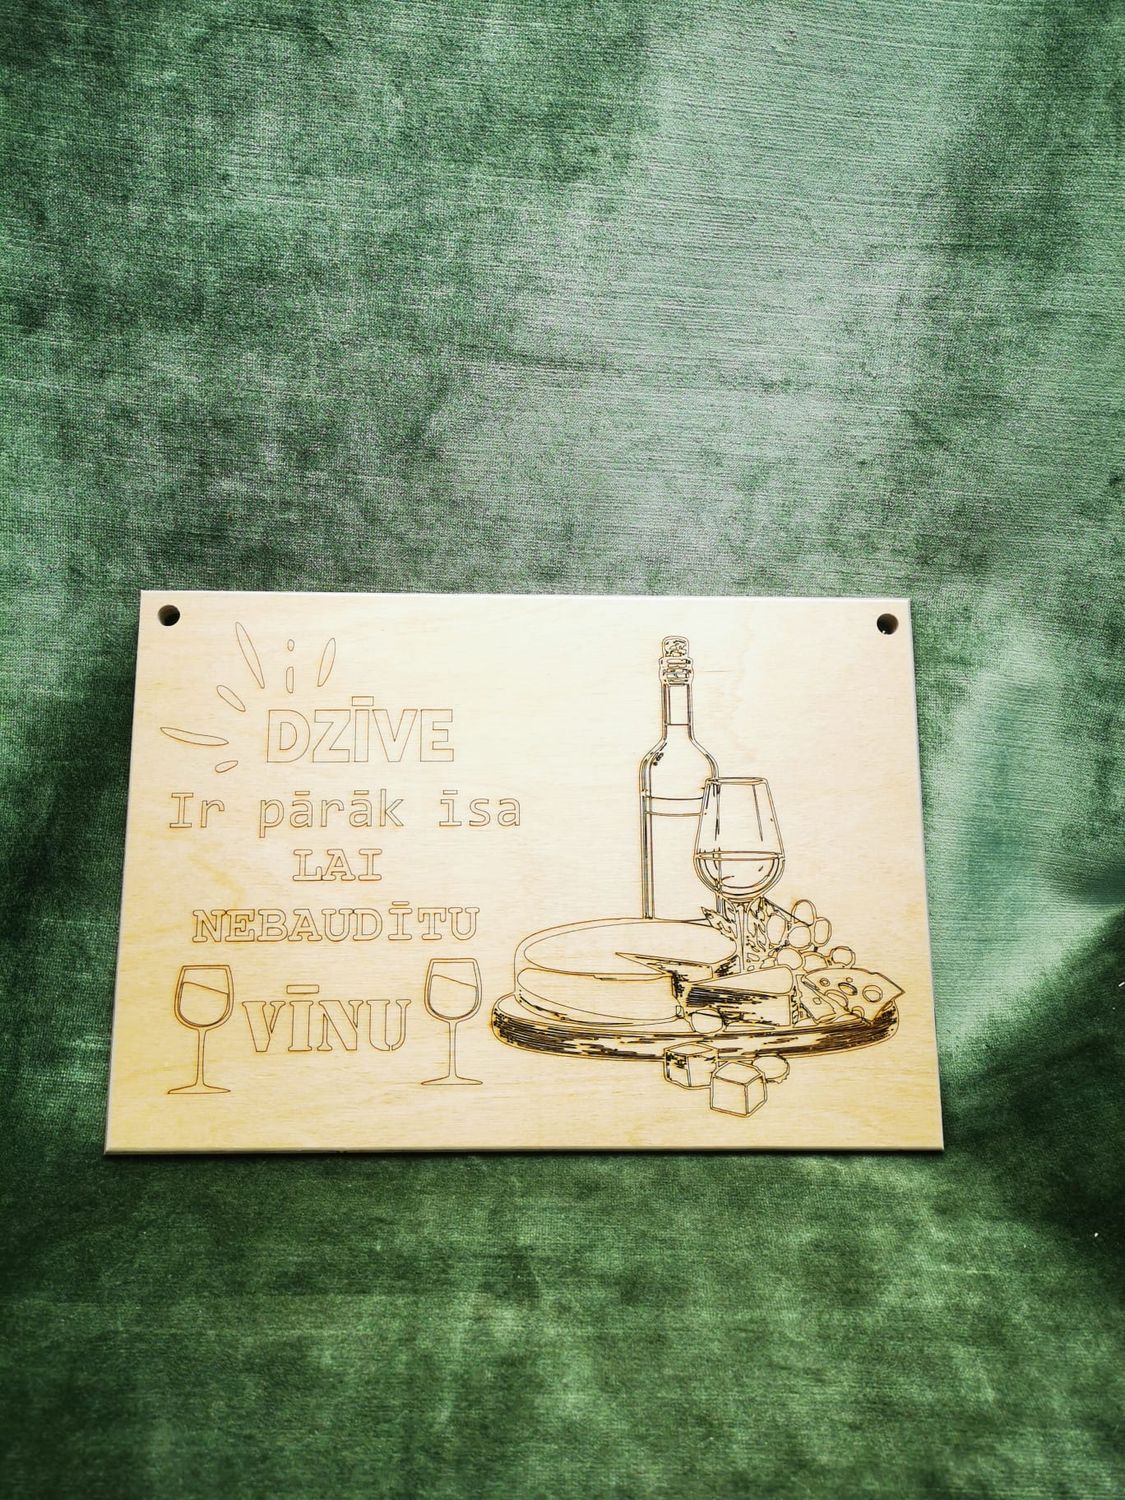 DZĪVE
Ir pārāk īsa
LAI
NEBAUDĪTU
VĪNU